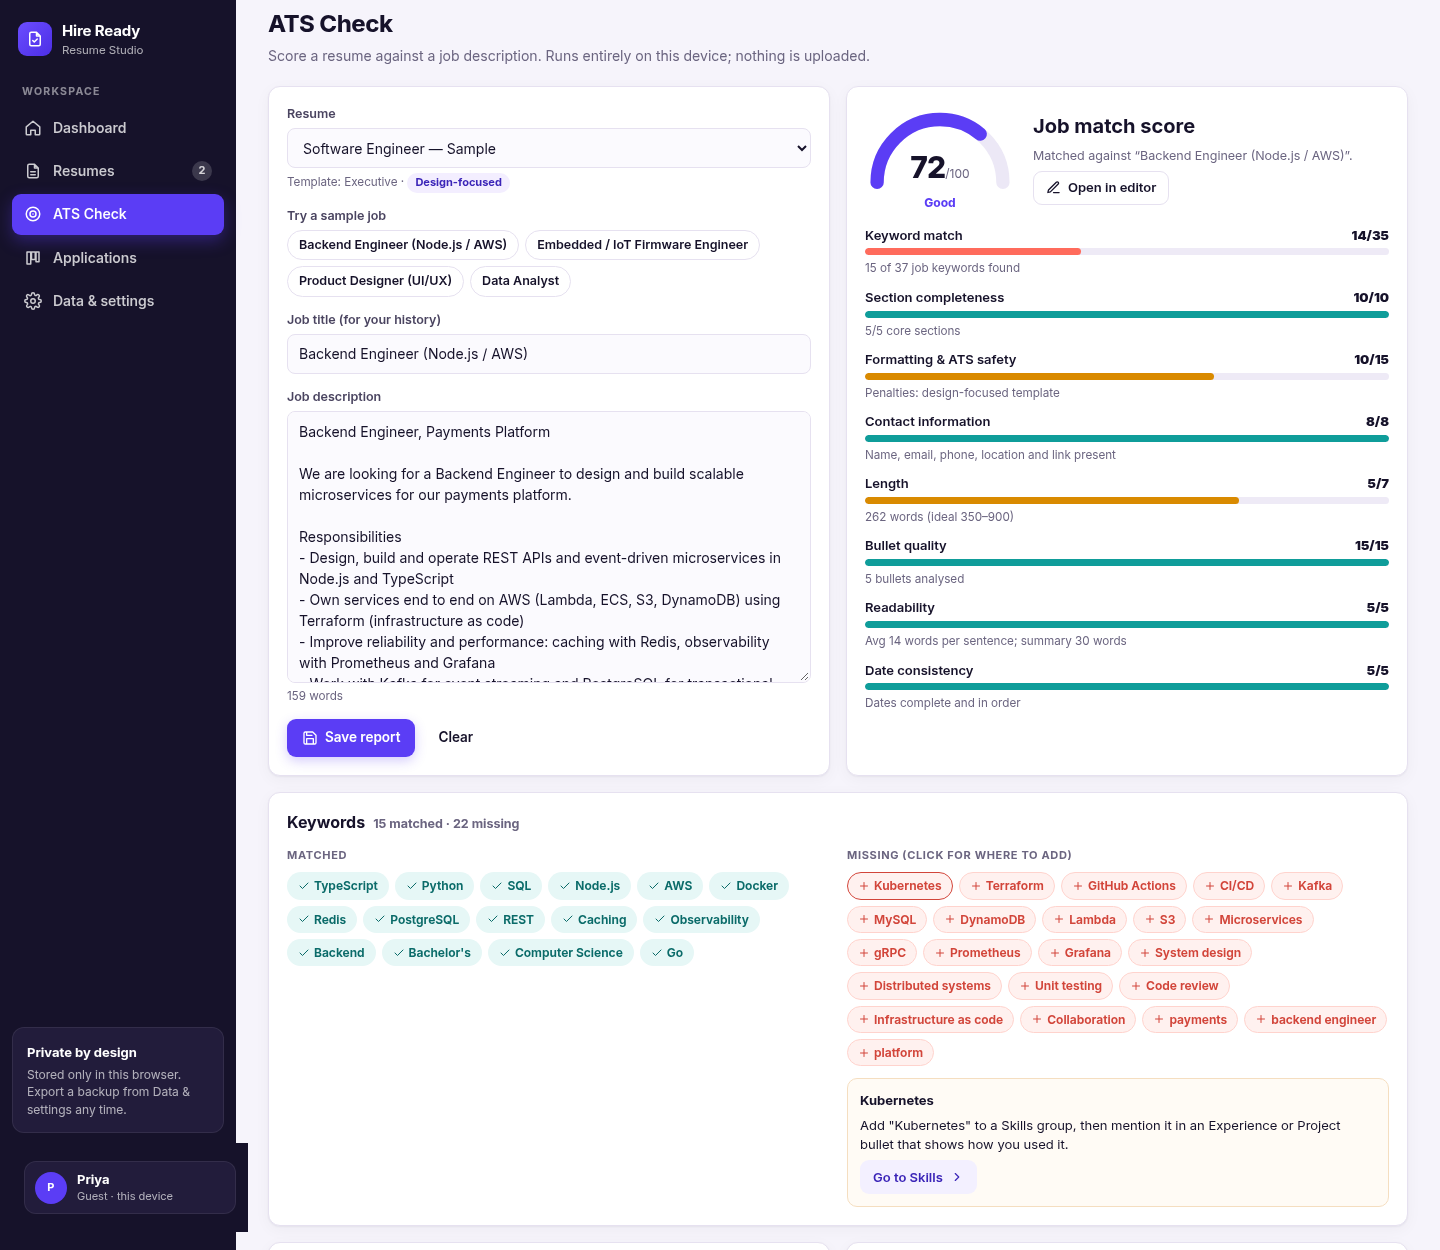 Hire Ready
Resume Studio
WORKSPACE
Dashboard
Resumes 2
ATS Check
Applications
Data & settings
Private by design
Stored only in this browser.
Export a backup from Data &
settings any time.
P
Priya
Guest · this device
ATS Check
Score a resume against a job description. Runs entirely on this device; nothing is uploaded.
Resume
Software Engineer — Sample
Template: Executive · Design-focused
Try a sample job
Backend Engineer (Node.js / AWS) Embedded / IoT Firmware Engineer
Product Designer (UI/UX) Data Analyst
Job title (for your history)
Backend Engineer (Node.js / AWS)
Job description
Backend Engineer, Payments Platform
We are looking for a Backend Engineer to design and build scalable
microservices for our payments platform.
Responsibilities
- Design, build and operate REST APIs and event-driven microservices in
Node.js and TypeScript
- Own services end to end on AWS (Lambda, ECS, S3, DynamoDB) using
Terraform (infrastructure as code)
- Improve reliability and performance: caching with Redis, observability
with Prometheus and Grafana
- Work with Kafka for event streaming and PostgreSQL for transactional
159 words
Save report Clear
72/100
Good
Job match score
Matched against “Backend Engineer (Node.js / AWS)”.
Open in editor
Keyword match 14/35
15 of 37 job keywords found
Section completeness 10/10
5/5 core sections
Formatting & ATS safety 10/15
Penalties: design-focused template
Contact information 8/8
Name, email, phone, location and link present
Length 5/7
262 words (ideal 350–900)
Bullet quality 15/15
5 bullets analysed
Readability 5/5
Avg 14 words per sentence; summary 30 words
Date consistency 5/5
Dates complete and in order
Keywords 15 matched · 22 missing
MATCHED
TypeScript Python SQL Node.js AWS Docker
Redis PostgreSQL REST Caching Observability
Backend Bachelor's Computer Science Go
MISSING (CLICK FOR WHERE TO ADD)
Kubernetes Terraform GitHub Actions CI/CD Kafka
MySQL DynamoDB Lambda S3 Microservices
gRPC Prometheus Grafana System design
Distributed systems Unit testing Code review
Infrastructure as code Collaboration payments backend engineer
platform
Kubernetes
Add "Kubernetes" to a Skills group, then mention it in an Experience or Project
bullet that shows how you used it.
Go to Skills